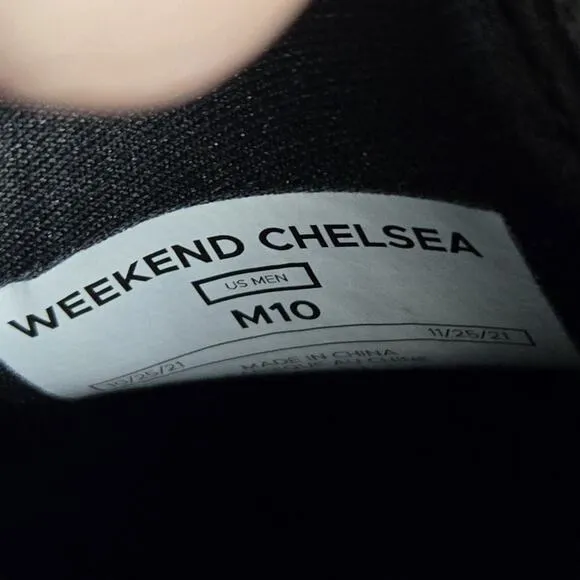 WEEKEND CHELSEA
US MEN
M10
10/25/21 11/25/21
MADE IN CHINA